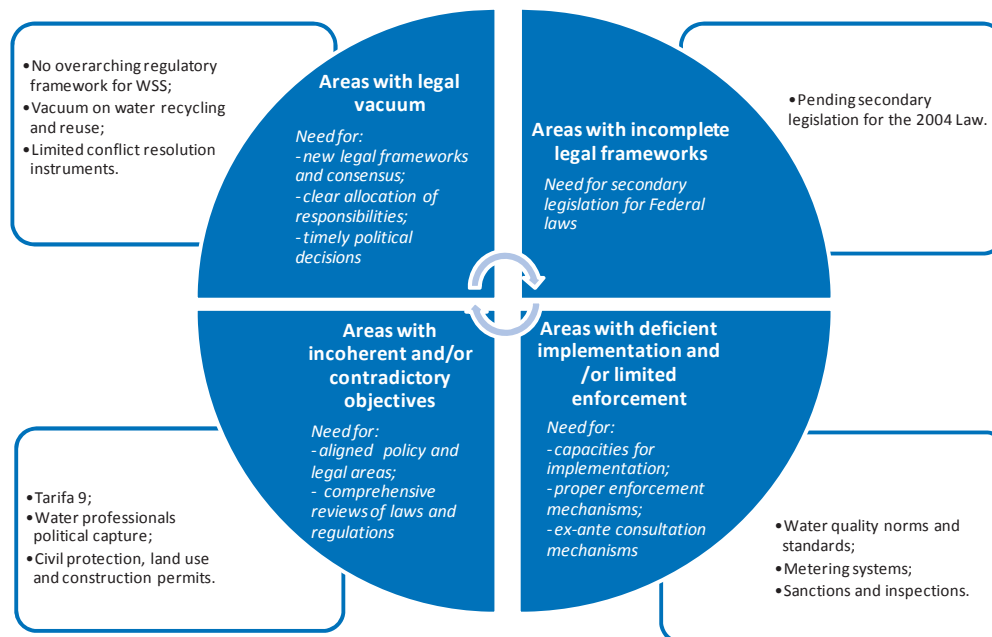 •No overarching regulatory
framework for WSS;
•Vacuum on water recycling
and reuse;
•Limited conflict resolution
instruments.
Areas with legal
vacuum
Need for:
- new legal frameworks
and consensus;
- clear allocation of
responsibilities;
- timely political
decisions
Areas with incomplete
legal frameworks
Need for secondary
legislation for Federal
laws
•Pending secondary
legislation for the 2004 Law.
•Tarifa 9;
•Water professionals
political capture;
•Civil protection, land use
and construction permits.
Areas with
incoherent and/or
contradictory
objectives
Need for:
- aligned policy and
legal areas;
- comprehensive
reviews of laws and
regulations
Areas with deficient
implementation and
/or limited
enforcement
Need for:
- capacities for
implementation;
- proper enforcement
mechanisms;
- ex-ante consultation
mechanisms
•Water quality norms and
standards;
•Metering systems;
•Sanctions and inspections.